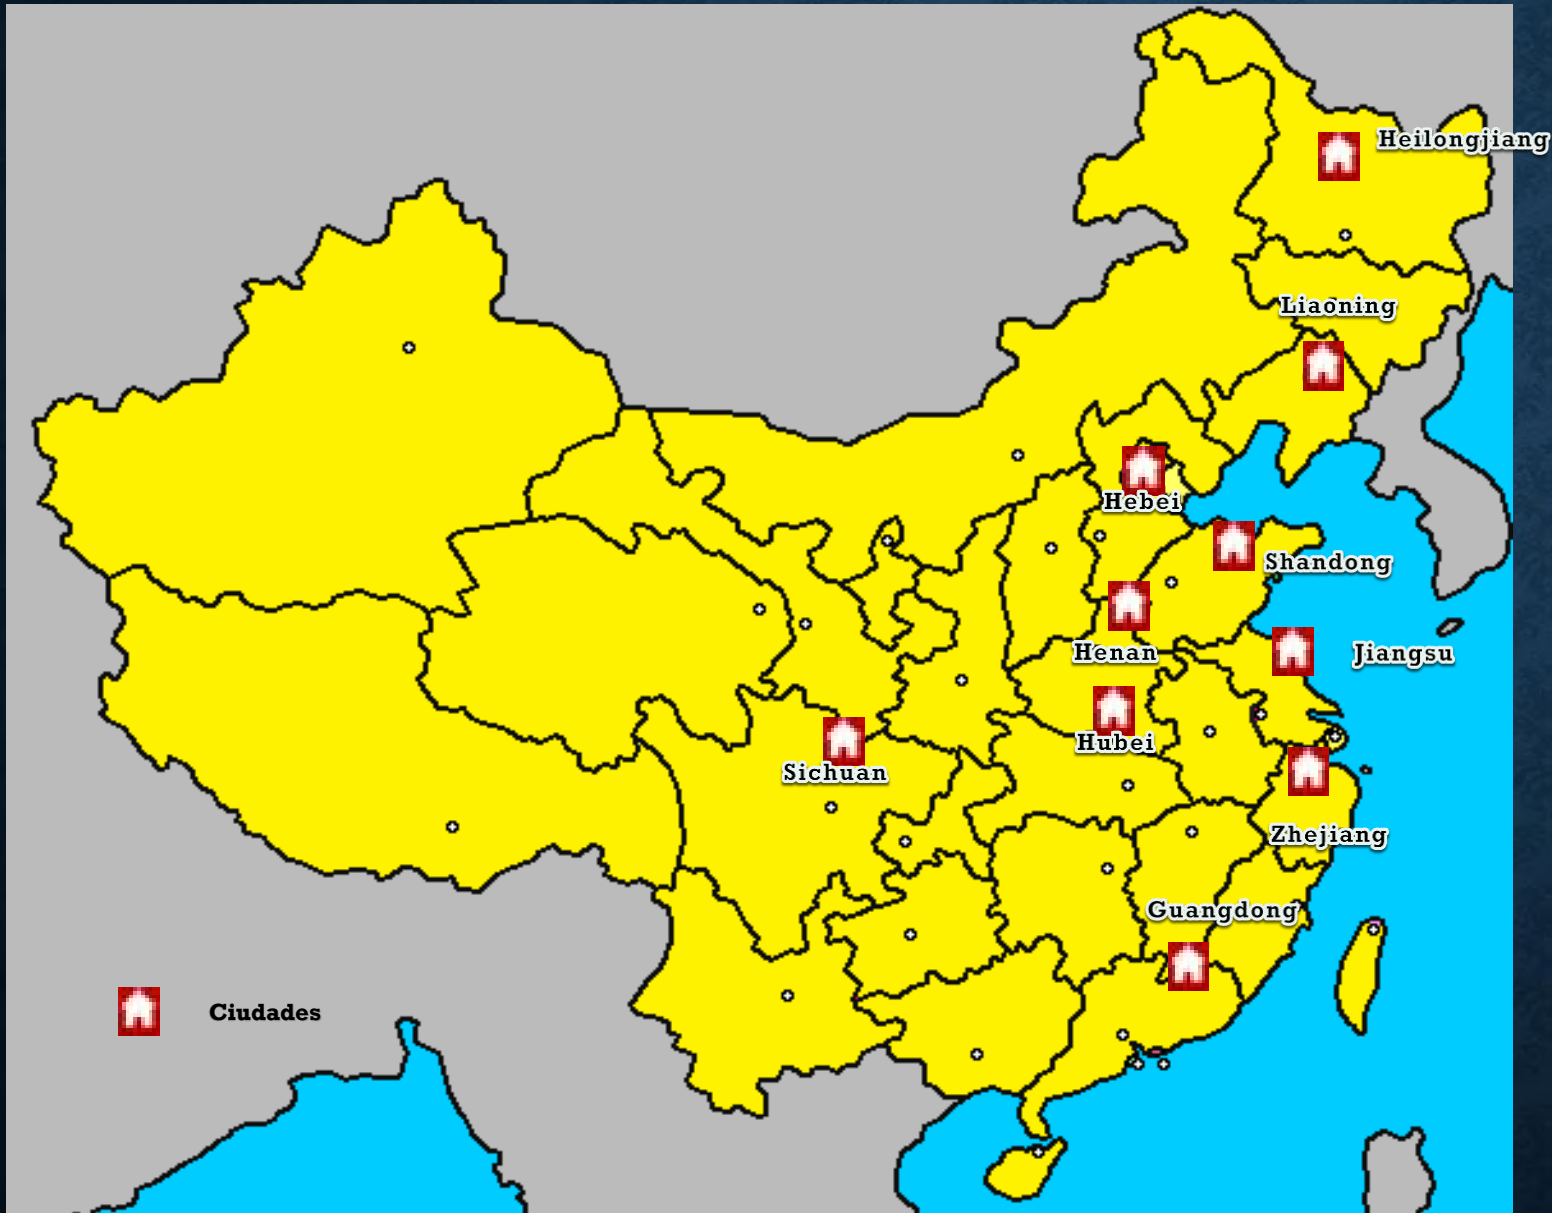 Heilongjiang
Liaoning
Hebei
Shandong
Henan
Jiangsu
Hubei
Sichuan
Zhejiang
Guangdong
Ciudades